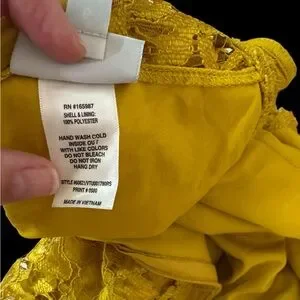 RN #165987
SHELL & LINING:
100% POLYESTER
HAND WASH COLD
INSIDE OUT
WITH LIKE COLORS
DO NOT BLEACH
DO NOT IRON
HANG DRY
MADE IN VIETNAM